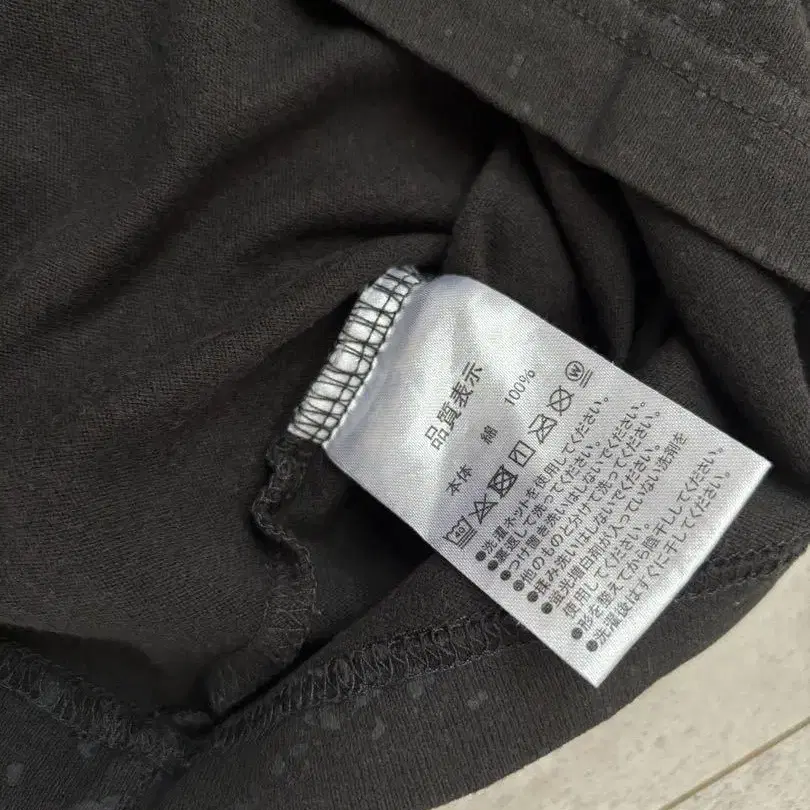 品質表示
本体 綿 100%
40 W
●洗濯ネットを使用してください。
●裏返して洗ってください。
●つけ置き洗いはしないでください。
●他のものと分けて洗ってください。
●揉み洗いはしないでください。
●蛍光増白剤が入っていない洗剤を
使用してください。
●形を整えてから陰干ししてください。
●洗濯後はすぐに干してください。